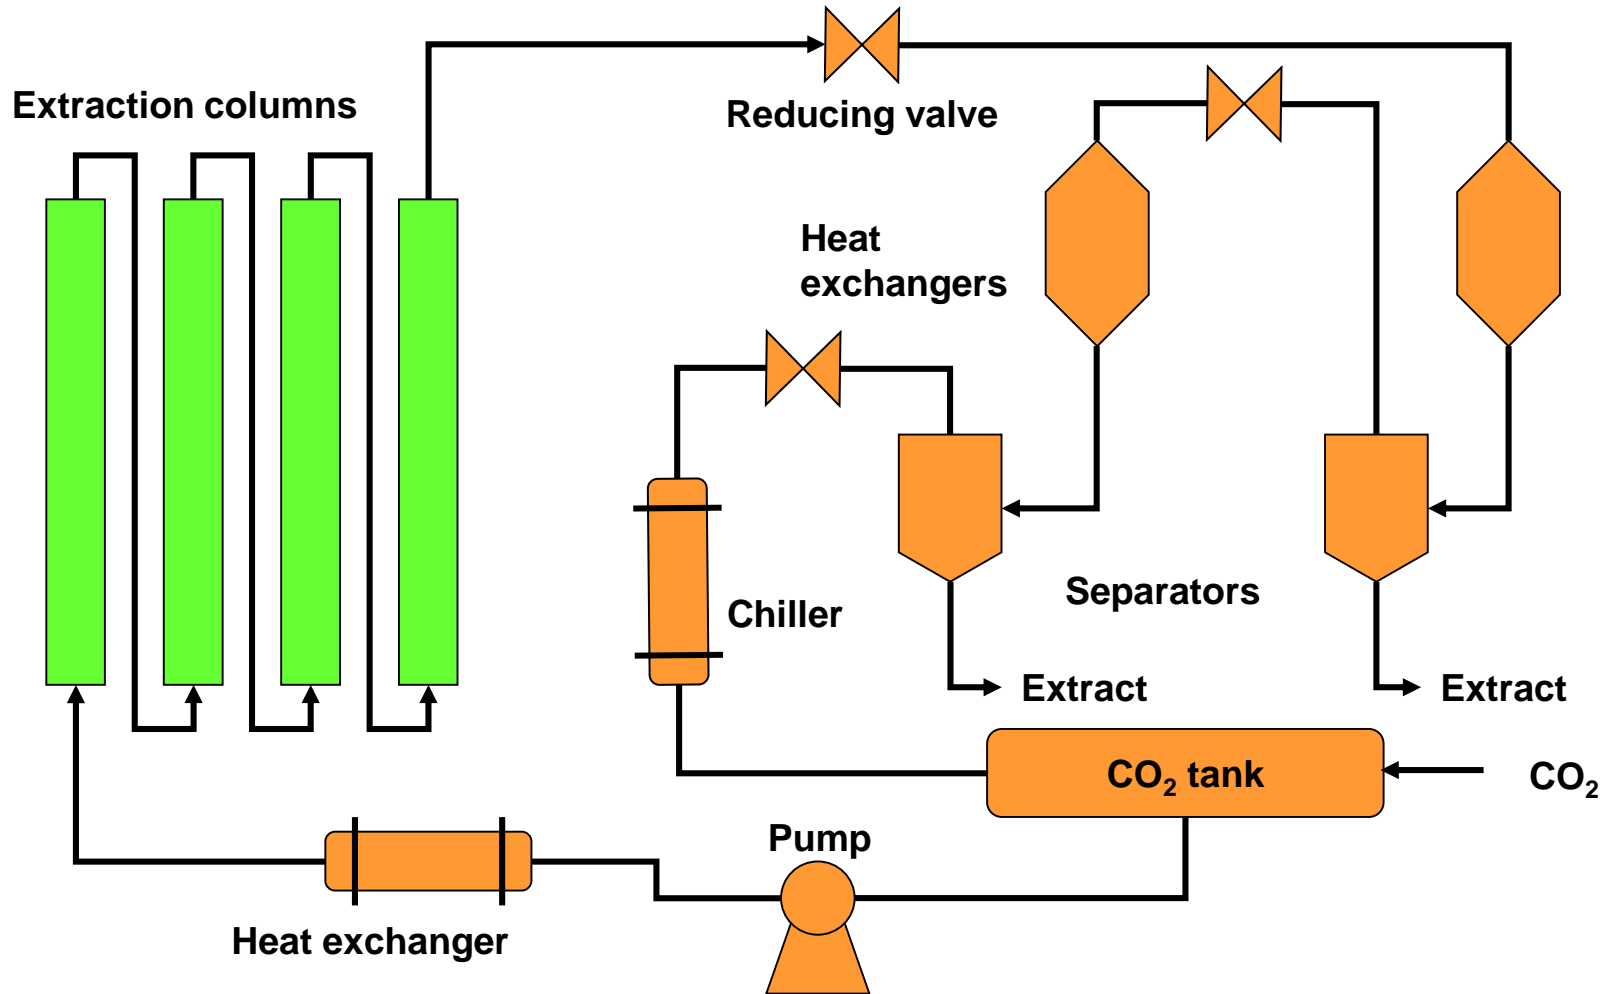 Extraction columns
Reducing valve
Heat
exchangers
Separators
Chiller
Extract
Extract
CO₂ tank
CO₂
Pump
Heat exchanger